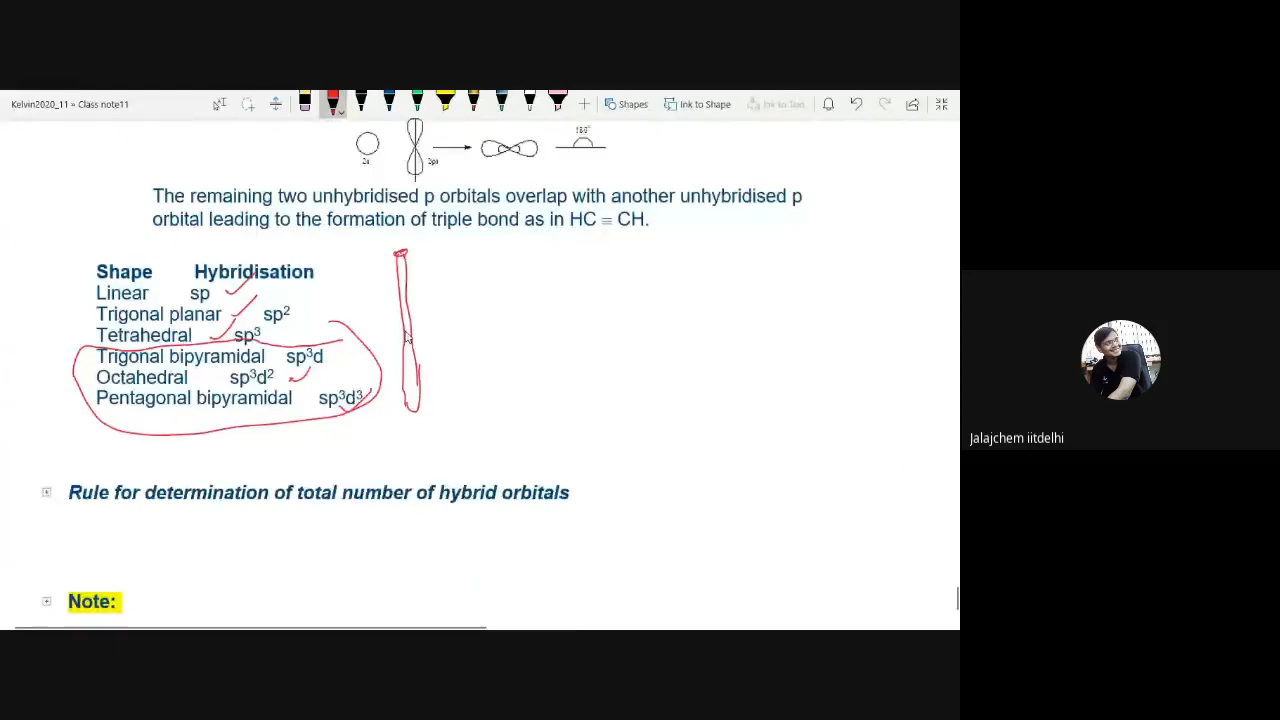 Kelvin2020_11 » Class note11
Shapes Ink to Shape Ink to Text
180°
2s 2px
The remaining two unhybridised p orbitals overlap with another unhybridised p
orbital leading to the formation of triple bond as in HC ≡ CH.
Shape Hybridisation
Linear sp
Trigonal planar sp²
Tetrahedral sp³
Trigonal bipyramidal sp³d
Octahedral sp³d²
Pentagonal bipyramidal sp³d³
Jalajchem iitdelhi
Rule for determination of total number of hybrid orbitals
Note: